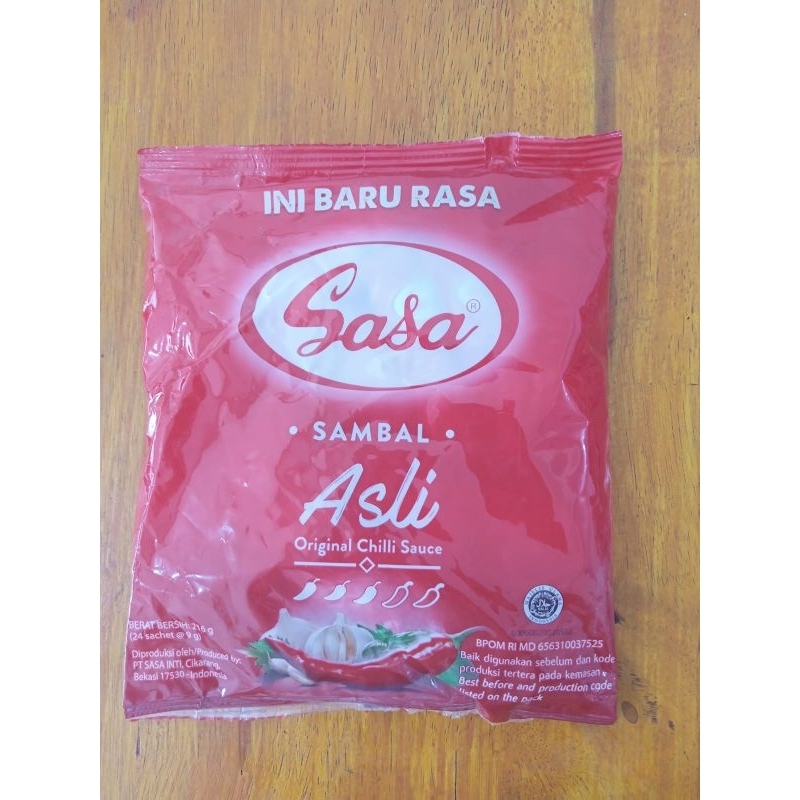 INI BARU RASA
Sasa ®
• SAMBAL •
Asli
Original Chilli Sauce
BERAT BERSIH: 216 g
(24 sachet @ 9 g)
Diproduksi oleh/Produced by:
PT SASA INTI, Cikarang,
Bekasi 17530 - Indonesia
BPOM RI MD 656310037525
Baik digunakan sebelum dan kode
produksi tertera pada kemasan.
Best before and production code
listed on the pack